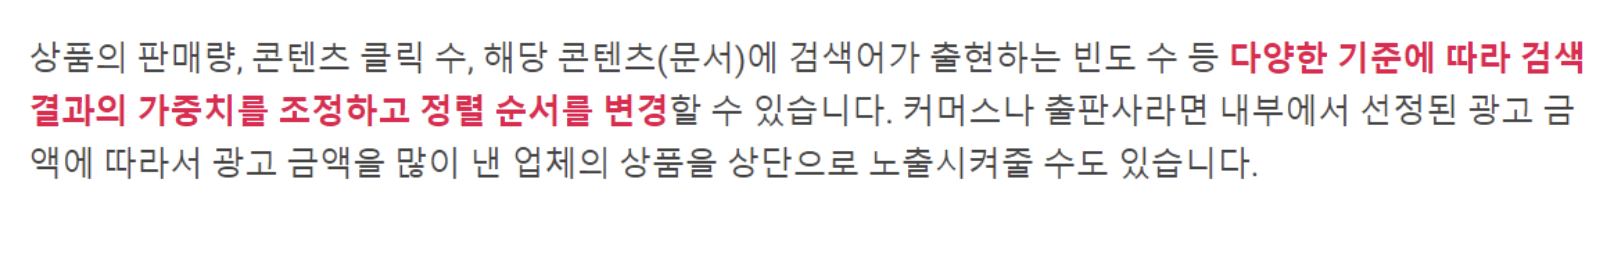 상품의 판매량, 콘텐츠 클릭 수, 해당 콘텐츠(문서)에 검색어가 출현하는 빈도 수 등 다양한 기준에 따라 검색
결과의 가중치를 조정하고 정렬 순서를 변경할 수 있습니다. 커머스나 출판사라면 내부에서 선정된 광고 금
액에 따라서 광고 금액을 많이 낸 업체의 상품을 상단으로 노출시켜줄 수도 있습니다.